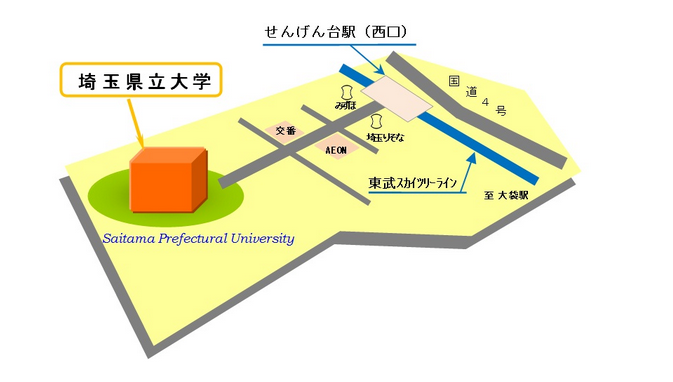 せんげん台駅（西口）
埼玉県立大学
国道４号
みずほ
交番
埼玉りそな
AEON
東武スカイツリーライン
至 大袋駅
Saitama Prefectural University